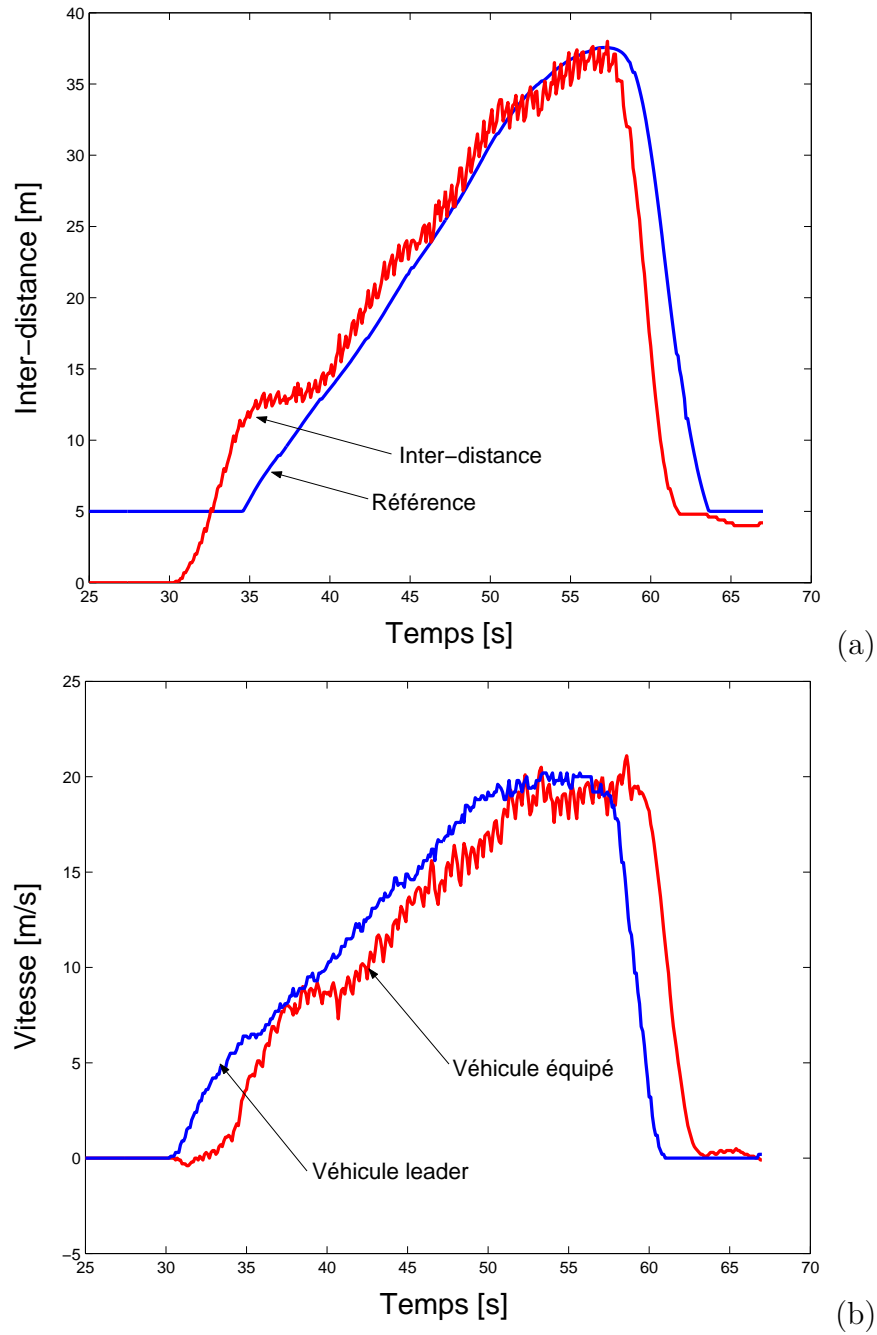 40
35
30
25
20
15
10
5
0
25 30 35 40 45 50 55 60 65 70
Inter−distance [m]
Inter−distance
Référence
Temps [s]
(a)
25
20
15
10
5
0
−5
25 30 35 40 45 50 55 60 65 70
Vitesse [m/s]
Véhicule équipé
Véhicule leader
Temps [s]
(b)